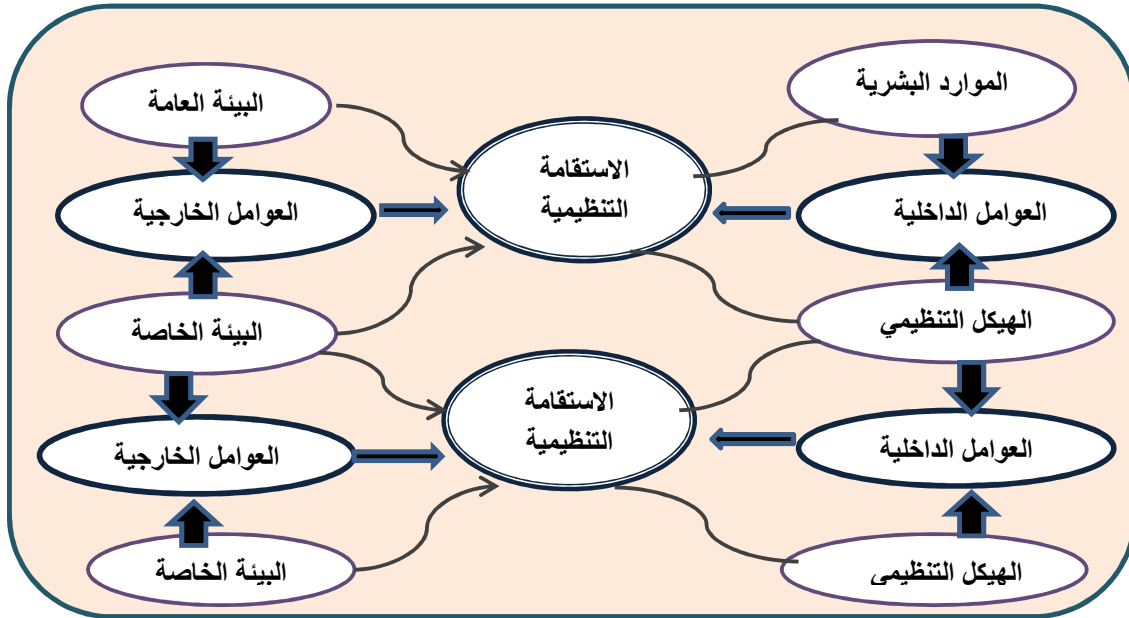 الموارد البشرية
البيئة العامة
الاستقامة
التنظيمية
العوامل الداخلية
العوامل الخارجية
الهيكل التنظيمي
البيئة الخاصة
الاستقامة
التنظيمية
العوامل الداخلية
العوامل الخارجية
الهيكل التنظيمي
البيئة الخاصة